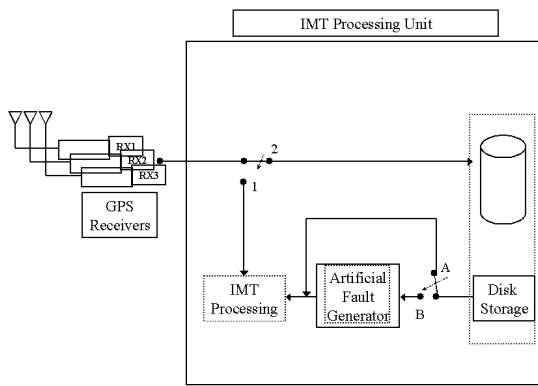 IMT Processing Unit
RX1
RX2
RX3
GPS
Receivers
2
1
A
B
IMT
Processing
Artificial
Fault
Generator
Disk
Storage